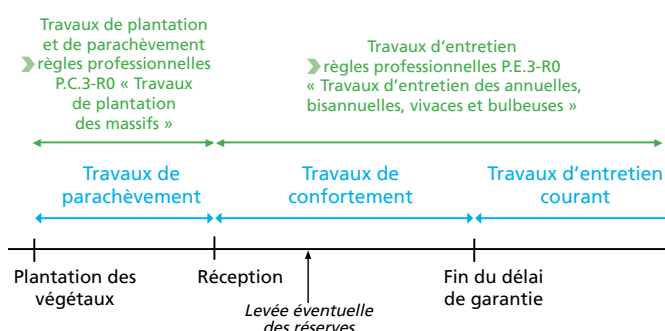 Travaux de plantation
et de parachèvement
règles professionnelles
P.C.3-R0 « Travaux
de plantation
des massifs »
Travaux d'entretien
règles professionnelles P.E.3-R0
« Travaux d'entretien des annuelles,
bisannuelles, vivaces et bulbeuses »
Travaux de
parachèvement
Travaux de
confortement
Travaux d'entretien
courant
Plantation des
végétaux
Réception
Levée éventuelle
des réserves
Fin du délai
de garantie